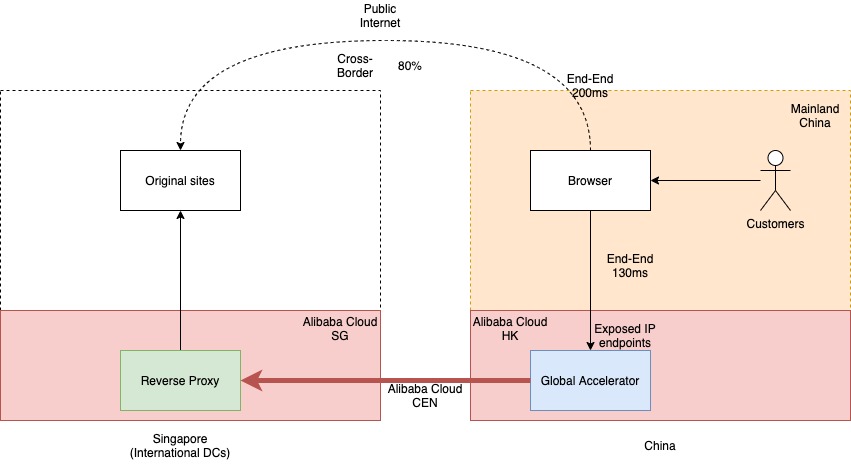 Public
Internet
Cross-
Border
80%
End-End
200ms
Mainland
China
Original sites
Browser
Customers
End-End
130ms
Alibaba Cloud
SG
Alibaba Cloud
HK
Exposed IP
endpoints
Reverse Proxy
Global Accelerator
Alibaba Cloud
CEN
Singapore
(International DCs)
China